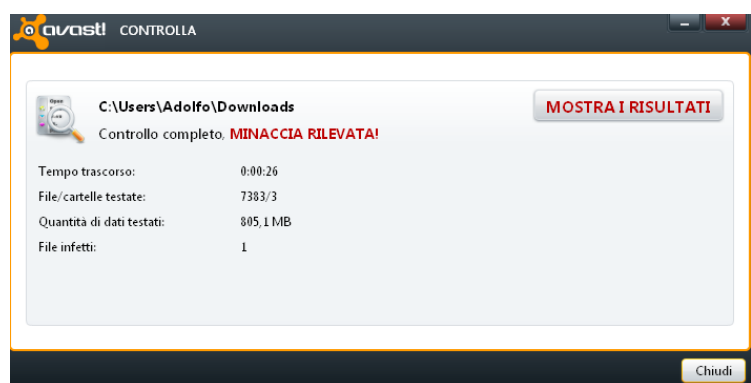 avast! CONTROLLA
C:\Users\Adolfo\Downloads
MOSTRA I RISULTATI
Controllo completo, MINACCIA RILEVATA!
Tempo trascorso: 0:00:26
File/cartelle testate: 7383/3
Quantità di dati testati: 805,1 MB
File infetti: 1
Chiudi